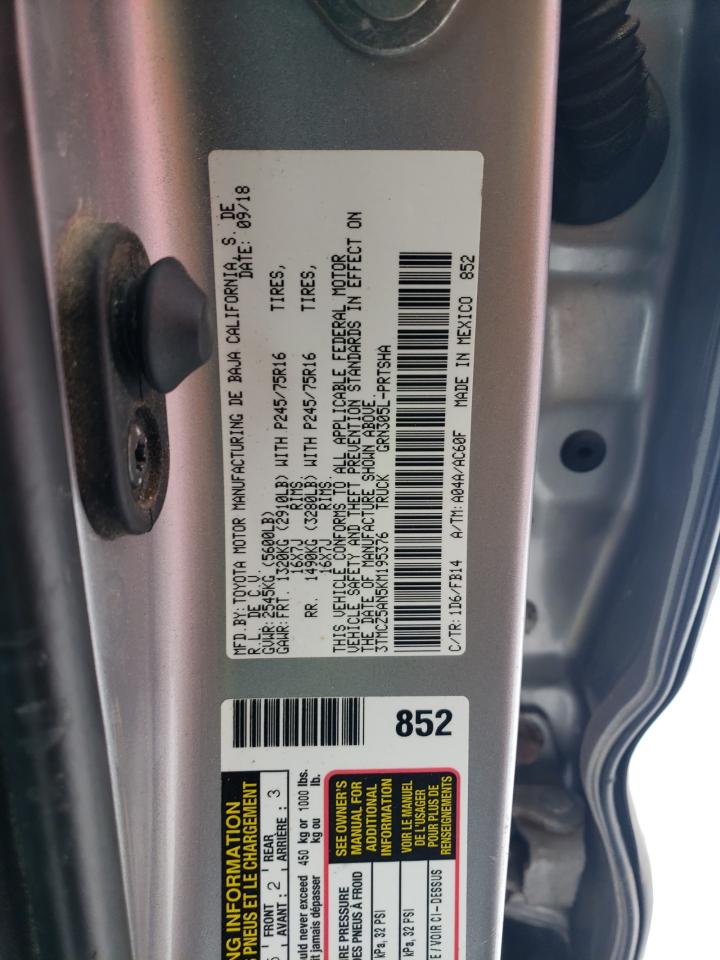 MFD. BY: TOYOTA MOTOR MANUFACTURING DE BAJA CALIFORNIA, S. DE
R.L. DE C.V. DATE: 09/18
GVWR: 2545KG (5600LB)
GAWR: FRT. 1320KG (2910LB) WITH P245/75R16 TIRES,
16X7J RIMS,
RR. 1490KG (3280LB) WITH P245/75R16 TIRES,
16X7J RIMS.
THIS VEHICLE CONFORMS TO ALL APPLICABLE FEDERAL MOTOR
VEHICLE SAFETY AND THEFT PREVENTION STANDARDS IN EFFECT ON
THE DATE OF MANUFACTURE SHOWN ABOVE.
3TMCZ5AN5KM195376 TRUCK GRN305L-PRTSHA
C/TR: 1D6/FB14 A/TM: A04A/AC60F MADE IN MEXICO 852
852
NG INFORMATION
PNEUS ET LE CHARGEMENT
FRONT AVANT : 2 REAR ARRIÈRE : 3
ould never exceed 450 kg or 1000 lbs.
it jamais dépasser kg ou lb.
SEE OWNER'S
MANUAL FOR
ADDITIONAL
INFORMATION
VOIR LE MANUEL
DE L'USAGER
POUR PLUS DE
RENSEIGNEMENTS
RE PRESSURE
DES PNEUS À FROID
kPa, 32 PSI
kPa, 32 PSI
E / VOIR CI-DESSUS